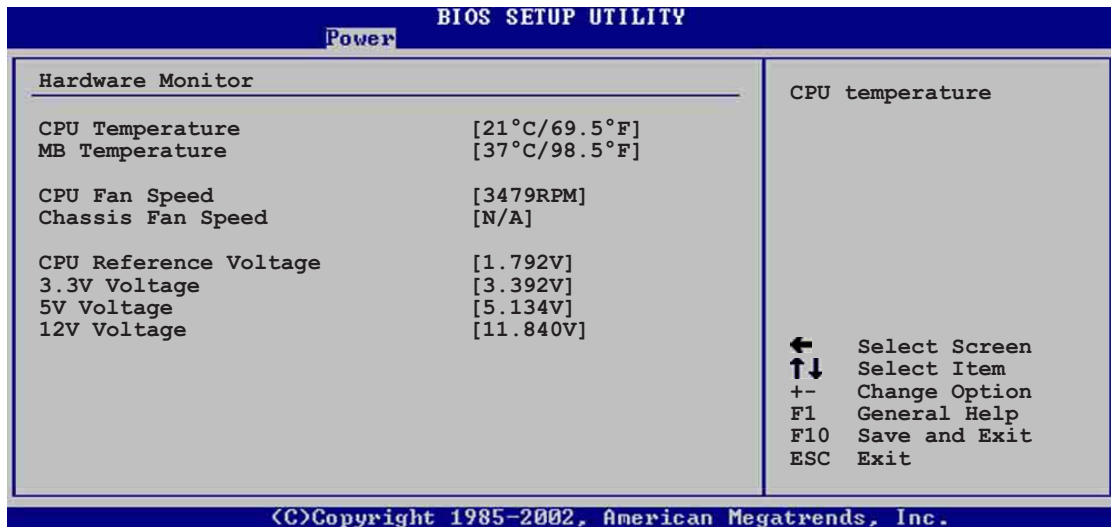 BIOS SETUP UTILITY
Power
Hardware Monitor
CPU Temperature [21°C/69.5°F]
MB Temperature [37°C/98.5°F]
CPU Fan Speed [3479RPM]
Chassis Fan Speed [N/A]
CPU Reference Voltage [1.792V]
3.3V Voltage [3.392V]
5V Voltage [5.134V]
12V Voltage [11.840V]
CPU temperature
← Select Screen
↑↓ Select Item
+- Change Option
F1 General Help
F10 Save and Exit
ESC Exit
(C)Copyright 1985-2002, American Megatrends, Inc.